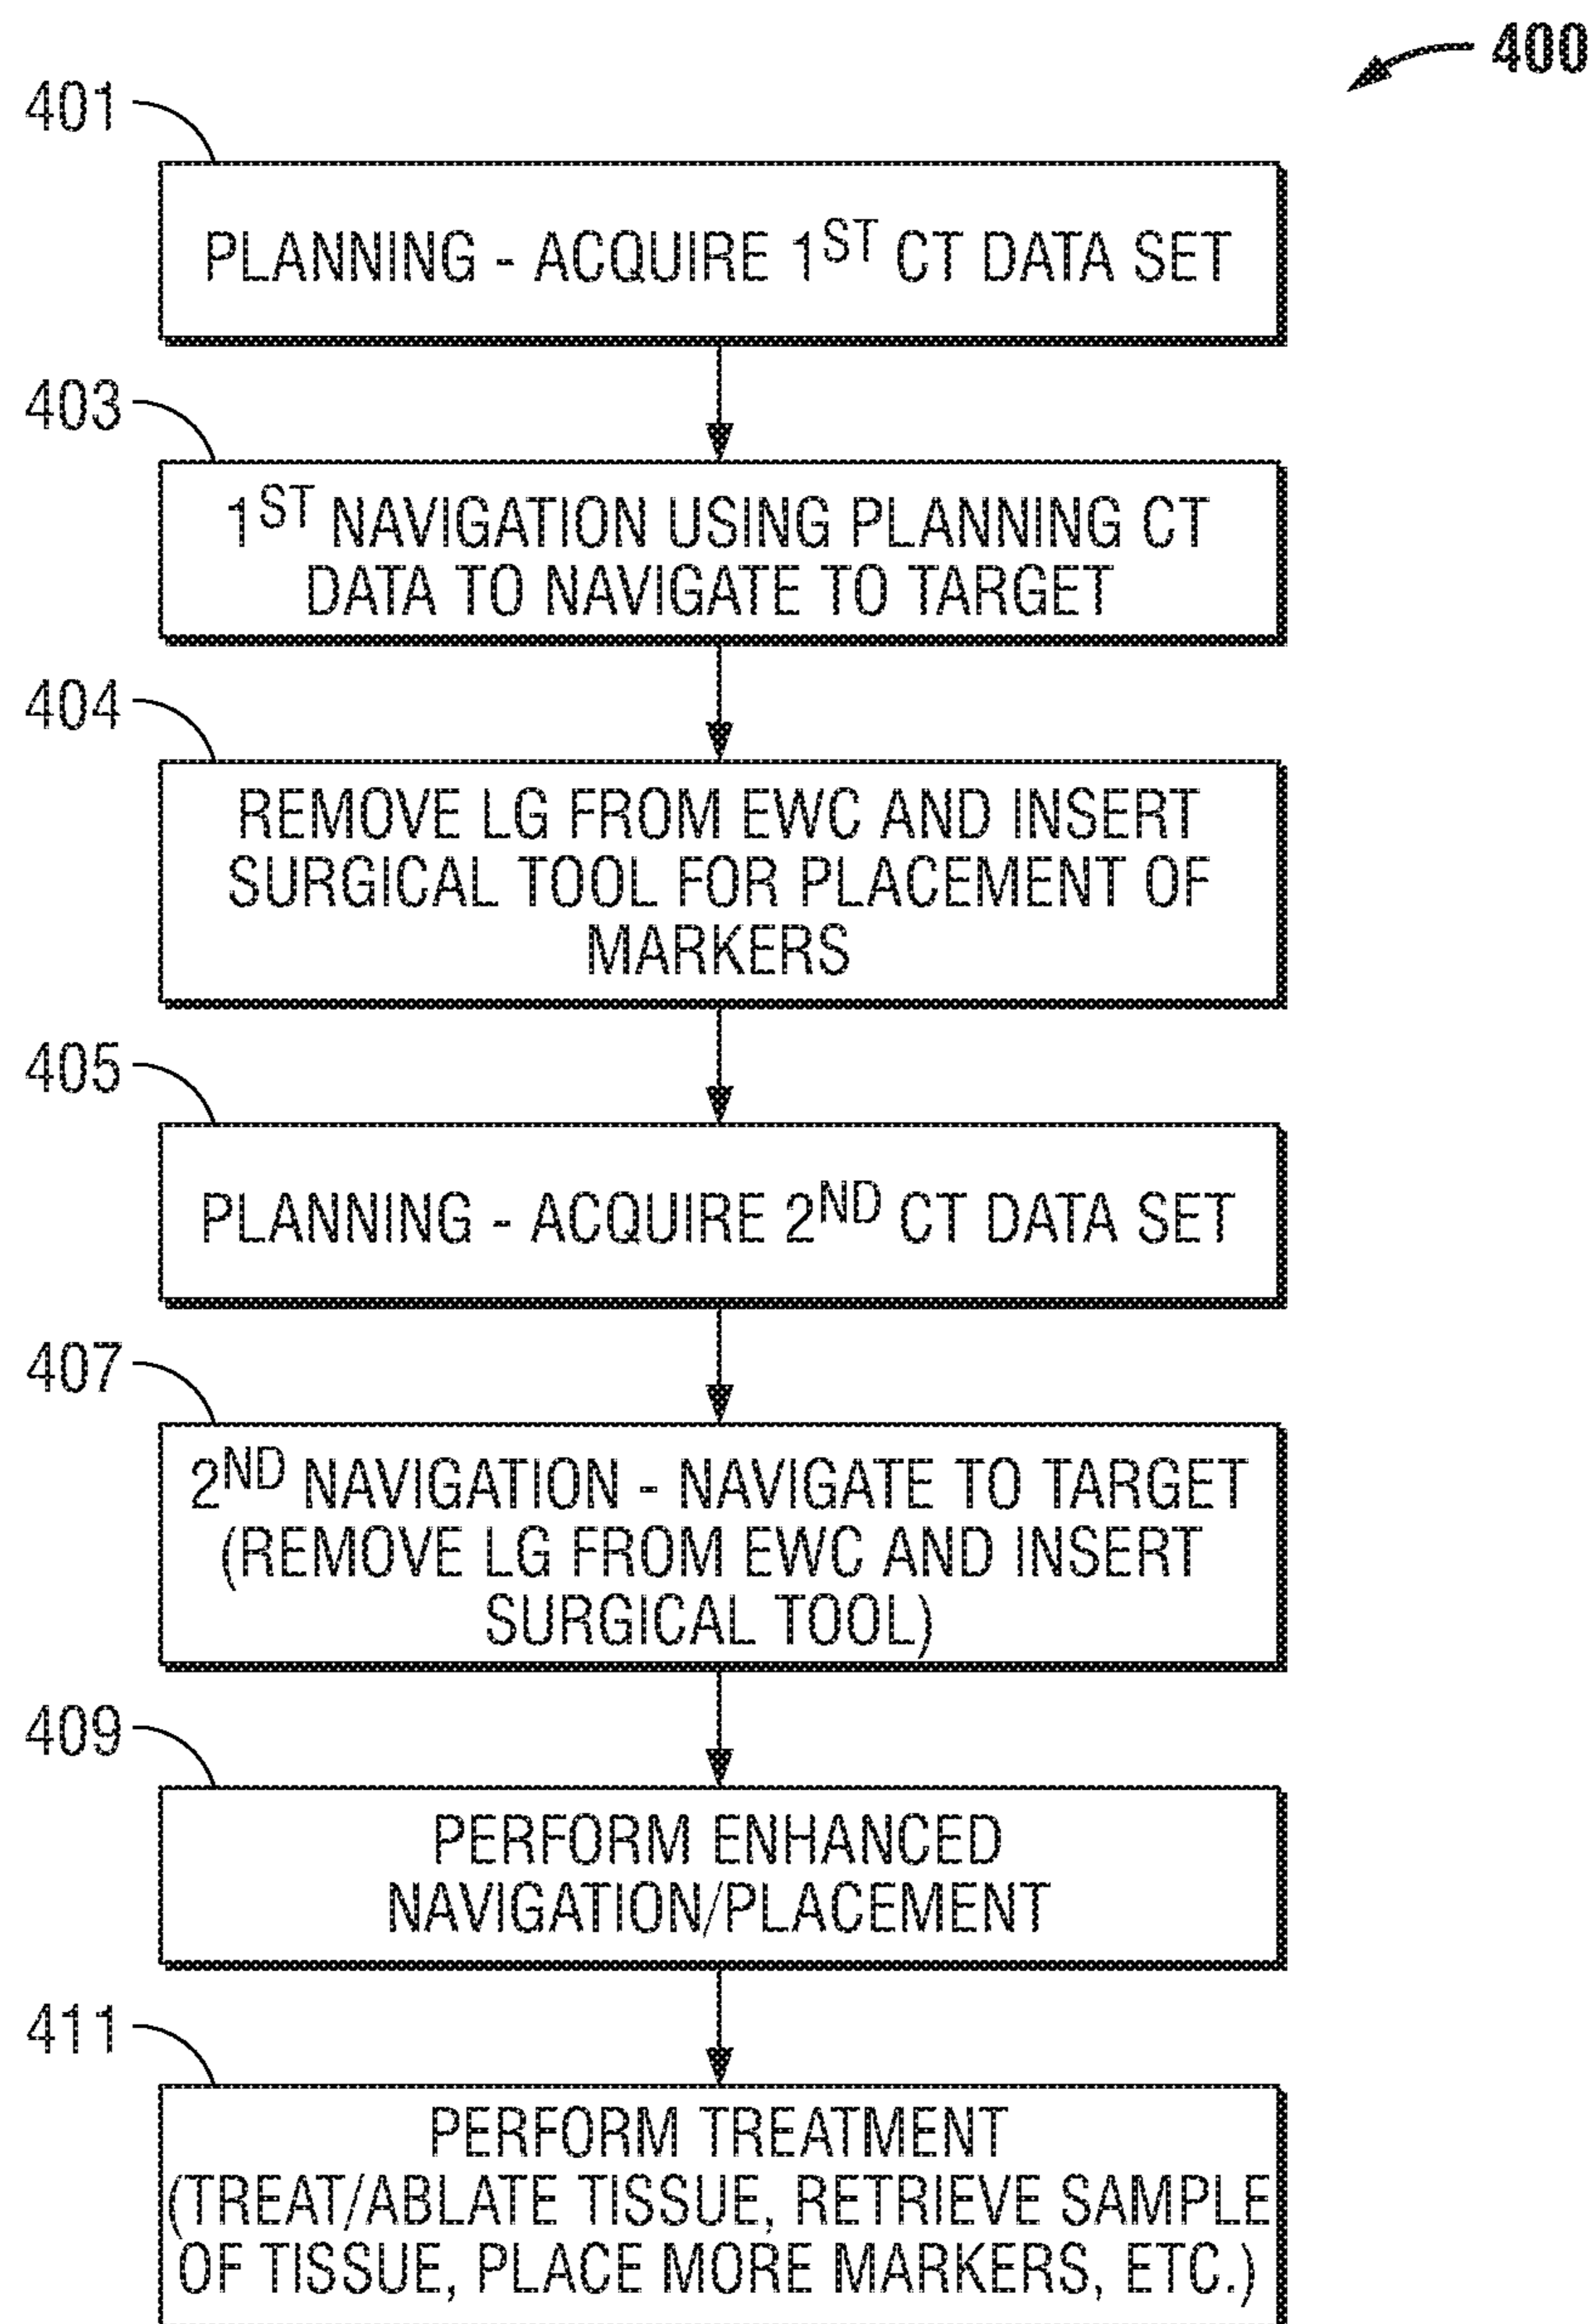 400
401
PLANNING - ACQUIRE 1ST CT DATA SET
403
1ST NAVIGATION USING PLANNING CT
DATA TO NAVIGATE TO TARGET
404
REMOVE LG FROM EWC AND INSERT
SURGICAL TOOL FOR PLACEMENT OF
MARKERS
405
PLANNING - ACQUIRE 2ND CT DATA SET
407
2ND NAVIGATION - NAVIGATE TO TARGET
(REMOVE LG FROM EWC AND INSERT
SURGICAL TOOL)
409
PERFORM ENHANCED
NAVIGATION/PLACEMENT
411
PERFORM TREATMENT
(TREAT/ABLATE TISSUE, RETRIEVE SAMPLE
OF TISSUE, PLACE MORE MARKERS, ETC.)